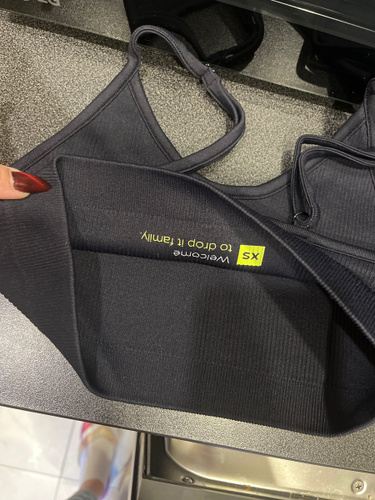 XS
Welcome
to drop it family.